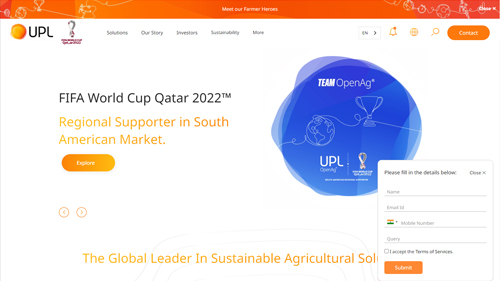 Meet our Farmer Heroes
Close ✕
UPL
Solutions
Our Story
Investors
Sustainability
More
EN
Contact
FIFA World Cup Qatar 2022™
Regional Supporter in South
American Market.
Explore
TEAM OpenAg
UPL
OpenAg
Please fill in the details below:
Close ✕
Name
Email Id
Mobile Number
Query
I accept the Terms of Services.
Submit
The Global Leader In Sustainable Agricultural Sol